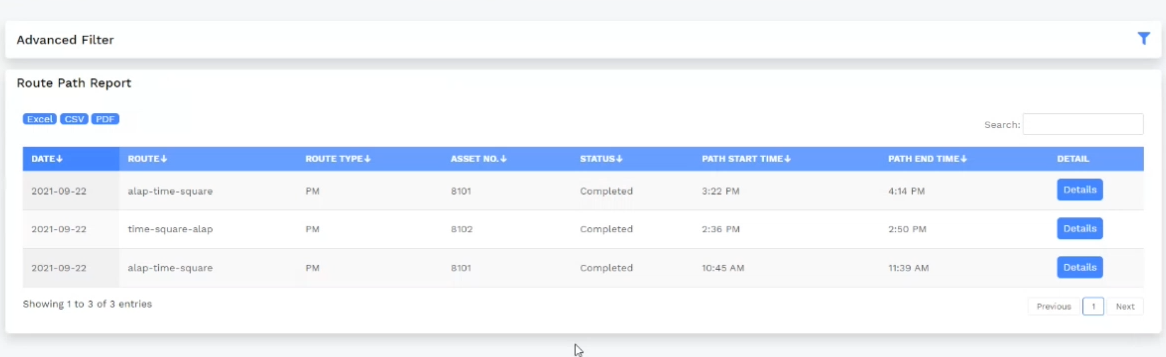 Advanced Filter
Route Path Report
Excel CSV PDF
Search:
DATE↓ ROUTE↓ ROUTE TYPE↓ ASSET NO.↓ STATUS↓ PATH START TIME↓ PATH END TIME↓ DETAIL
2021-09-22 alap-time-square PM 8101 Completed 3:22 PM 4:14 PM Details
2021-09-22 time-square-alap PM 8102 Completed 2:36 PM 2:50 PM Details
2021-09-22 alap-time-square PM 8101 Completed 10:45 AM 11:39 AM Details
Showing 1 to 3 of 3 entries
Previous 1 Next